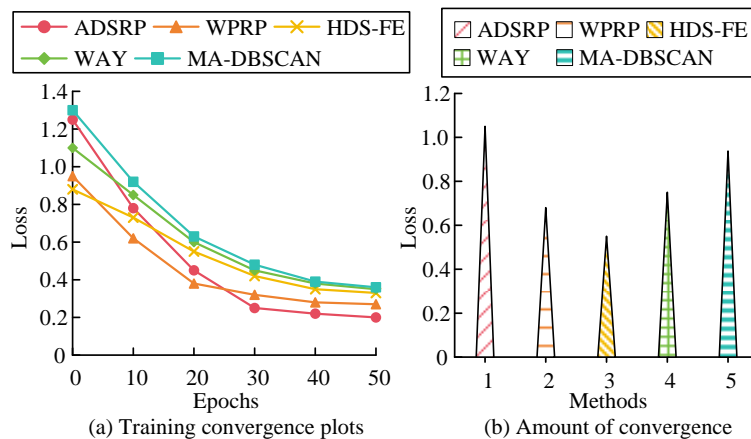 ADSRP WPRP HDS-FE
WAY MA-DBSCAN
1.4
1.2
1.0
0.8
0.6
0.4
0.2
0
Loss
0 10 20 30 40 50
Epochs
(a) Training convergence plots
ADSRP WPRP HDS-FE
WAY MA-DBSCAN
1.2
1.0
0.8
0.6
0.4
0.2
0
Loss
1 2 3 4 5
Methods
(b) Amount of convergence